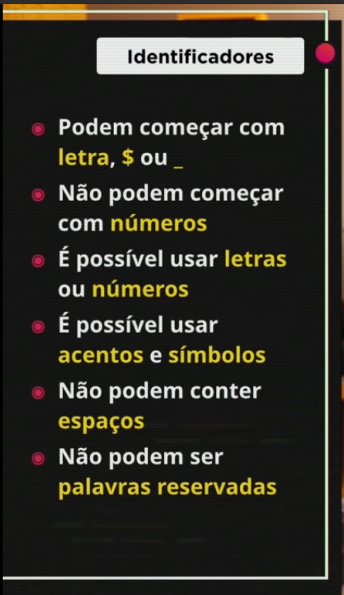 Identificadores
Podem começar com
letra, $ ou _
Não podem começar
com números
É possível usar letras
ou números
É possível usar
acentos e símbolos
Não podem conter
espaços
Não podem ser
palavras reservadas